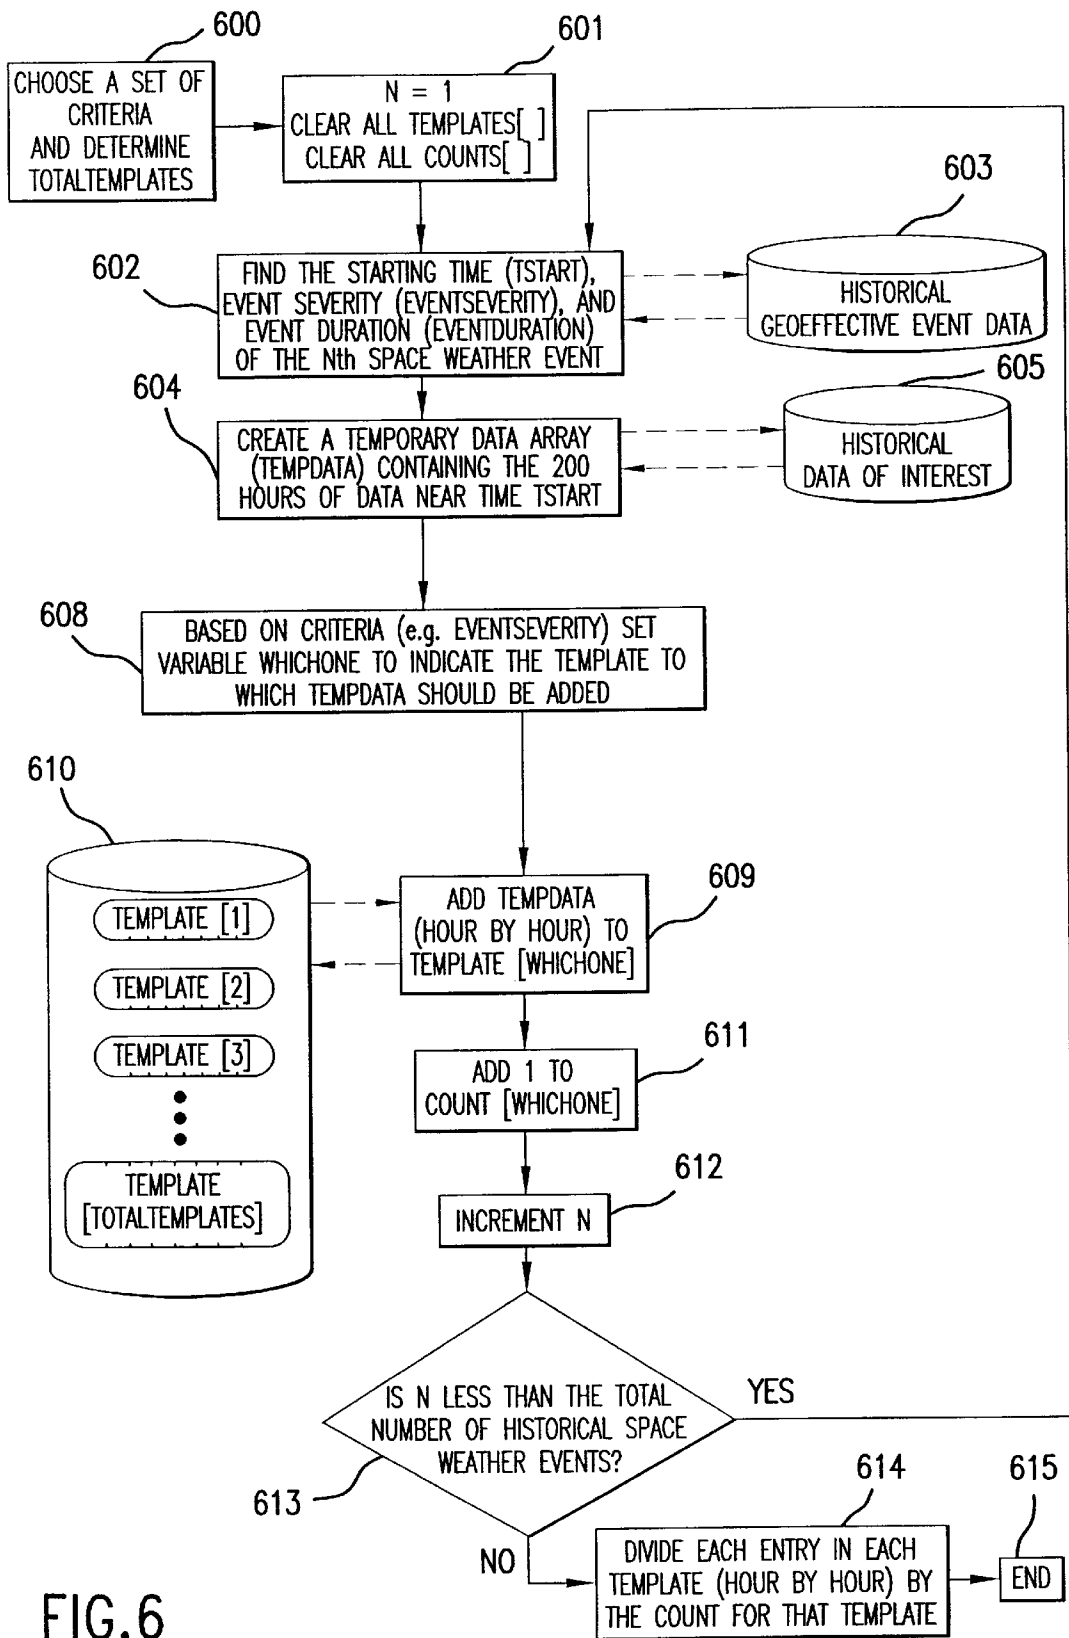 600
CHOOSE A SET OF
CRITERIA
AND DETERMINE
TOTALTEMPLATES
601
N = 1
CLEAR ALL TEMPLATES[ ]
CLEAR ALL COUNTS[ ]
602
FIND THE STARTING TIME (TSTART),
EVENT SEVERITY (EVENTSEVERITY), AND
EVENT DURATION (EVENTDURATION)
OF THE Nth SPACE WEATHER EVENT
603
HISTORICAL
GEOEFFECTIVE EVENT DATA
604
CREATE A TEMPORARY DATA ARRAY
(TEMPDATA) CONTAINING THE 200
HOURS OF DATA NEAR TIME TSTART
605
HISTORICAL
DATA OF INTEREST
608
BASED ON CRITERIA (e.g. EVENTSEVERITY) SET
VARIABLE WHICHONE TO INDICATE THE TEMPLATE TO
WHICH TEMPDATA SHOULD BE ADDED
610
TEMPLATE [1]
TEMPLATE [2]
TEMPLATE [3]
TEMPLATE
[TOTALTEMPLATES]
609
ADD TEMPDATA
(HOUR BY HOUR) TO
TEMPLATE [WHICHONE]
611
ADD 1 TO
COUNT [WHICHONE]
612
INCREMENT N
IS N LESS THAN THE TOTAL
NUMBER OF HISTORICAL SPACE
WEATHER EVENTS?
613
YES
NO
614
DIVIDE EACH ENTRY IN EACH
TEMPLATE (HOUR BY HOUR) BY
THE COUNT FOR THAT TEMPLATE
615
END
FIG.6